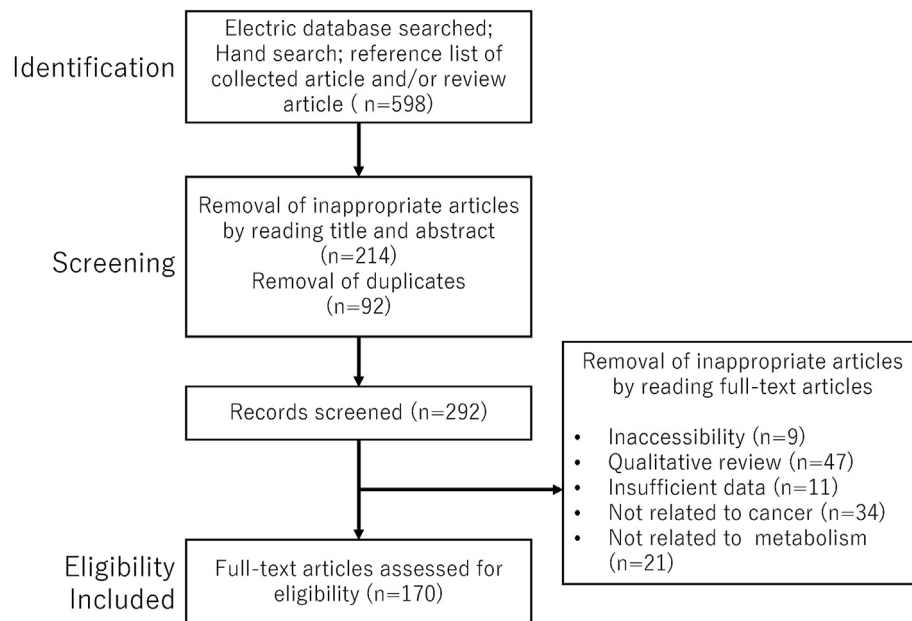 Identification
Electric database searched;
Hand search; reference list of
collected article and/or review
article ( n=598)
Screening
Removal of inappropriate articles
by reading title and abstract
(n=214)
Removal of duplicates
(n=92)
Records screened (n=292)
Removal of inappropriate articles
by reading full-text articles
• Inaccessibility (n=9)
• Qualitative review (n=47)
• Insufficient data (n=11)
• Not related to cancer (n=34)
• Not related to metabolism
(n=21)
Eligibility
Included
Full-text articles assessed for
eligibility (n=170)